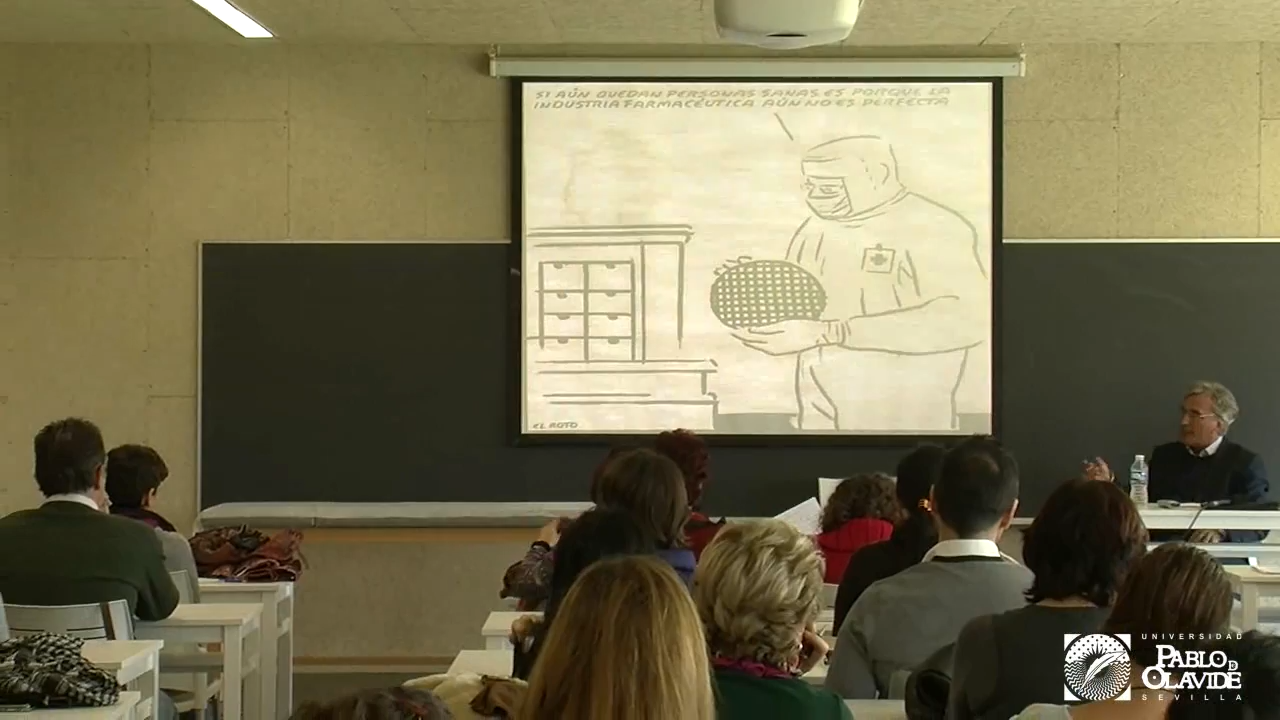 SI AÚN QUEDAN PERSONAS SANAS ES PORQUE LA
INDUSTRIA FARMACÉUTICA AÚN NO ES PERFECTA
EL ROTO
UNIVERSIDAD
PABLO DE
OLAVIDE
SEVILLA